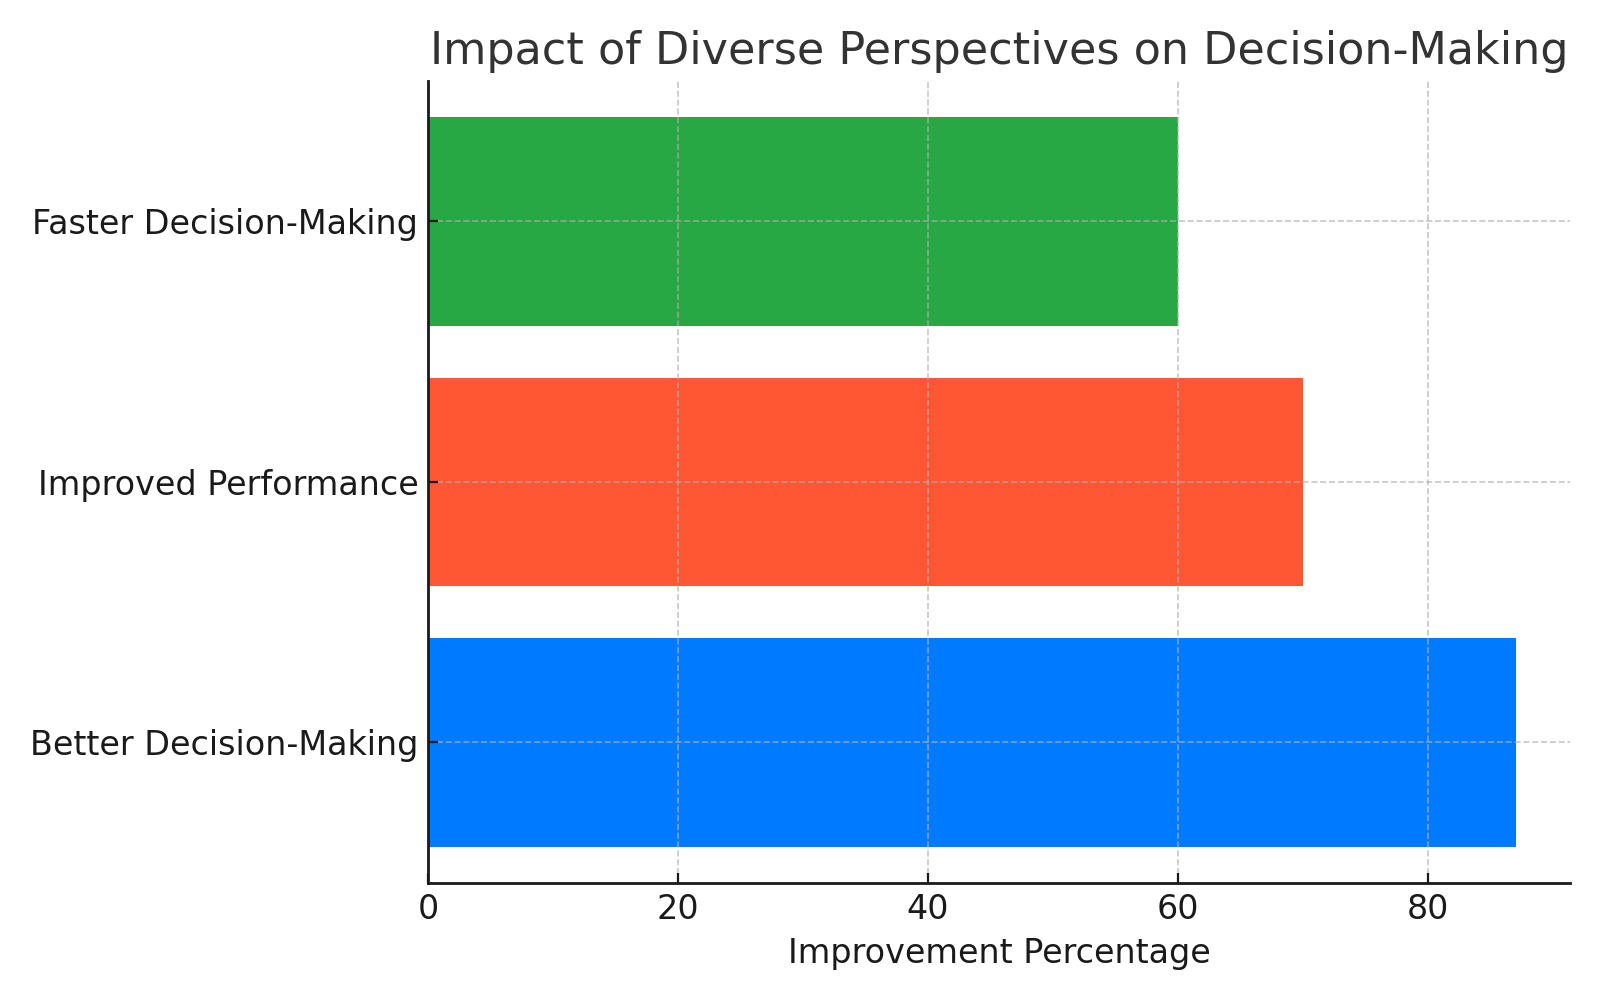 Impact of Diverse Perspectives on Decision-Making
Faster Decision-Making
Improved Performance
Better Decision-Making
0 20 40 60 80
Improvement Percentage